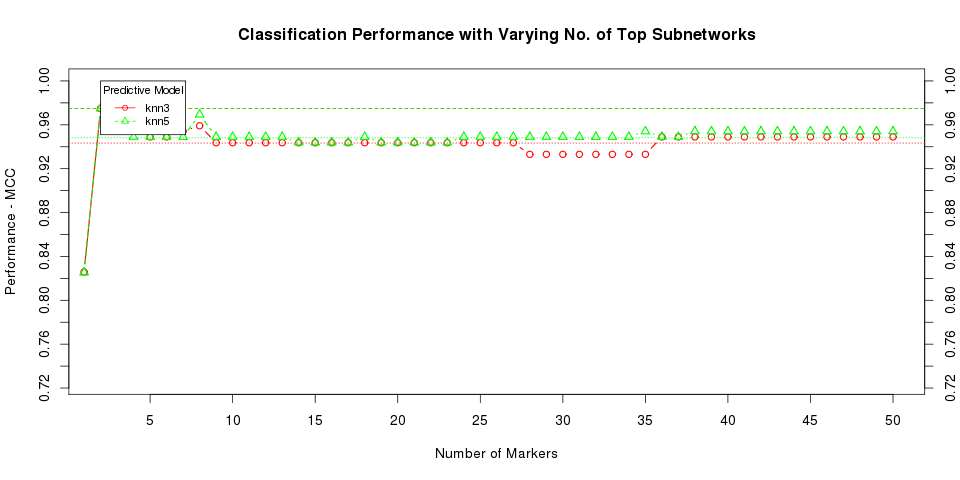 Classification Performance with Varying No. of Top Subnetworks
Performance - MCC
1.00
0.96
0.92
0.88
0.84
0.80
0.76
0.72
Predictive Model
knn3
knn5
1.00
0.96
0.92
0.88
0.84
0.80
0.76
0.72
5 10 15 20 25 30 35 40 45 50
Number of Markers